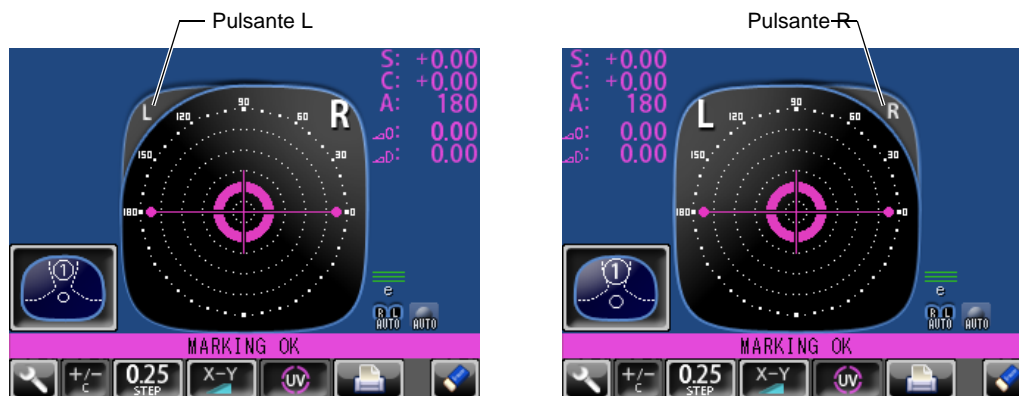 Pulsante L
Pulsante R
S: +0.00
C: +0.00
A: 180
⊿O: 0.00
⊿D: 0.00
L
R
90
120
60
150
30
180
0
1
e
R L
AUTO
AUTO
MARKING OK
+/-
C
0.25
STEP
X-Y
UV
S: +0.00
C: +0.00
A: 180
⊿O: 0.00
⊿D: 0.00
L
R
90
120
60
150
30
180
0
1
e
R L
AUTO
AUTO
MARKING OK
+/-
C
0.25
STEP
X-Y
UV